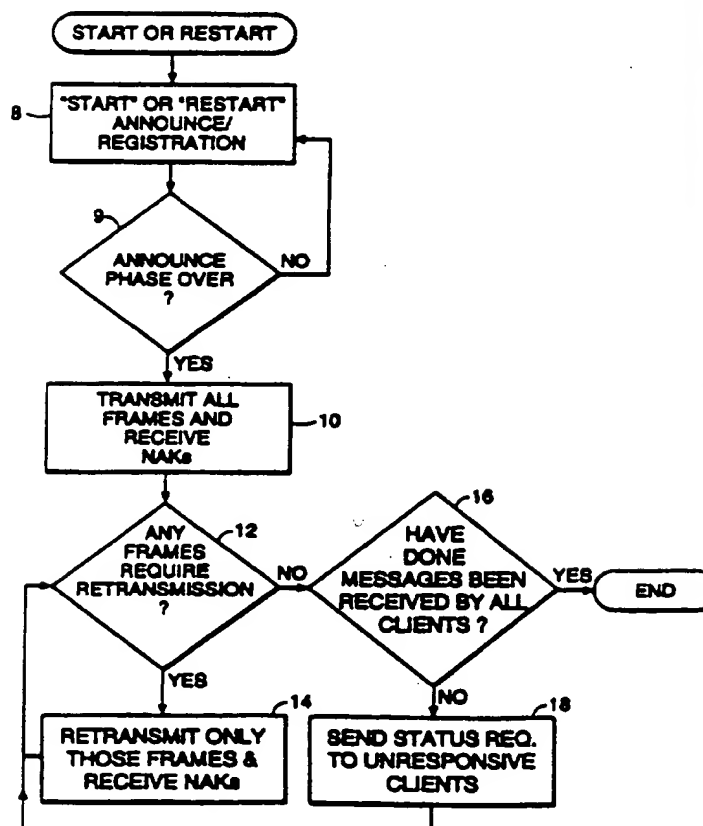 START OR RESTART
8
"START" OR "RESTART"
ANNOUNCE/
REGISTRATION
9
ANNOUNCE
PHASE OVER
?
NO
YES
TRANSMIT ALL
FRAMES AND
RECEIVE
NAKs
10
ANY
FRAMES
REQUIRE
RETRANSMISSION
?
12
NO
YES
16
HAVE
DONE
MESSAGES BEEN
RECEIVED BY ALL
CLIENTS ?
YES
END
NO
14
RETRANSMIT ONLY
THOSE FRAMES &
RECEIVE NAKs
18
SEND STATUS REQ.
TO UNRESPONSIVE
CLIENTS